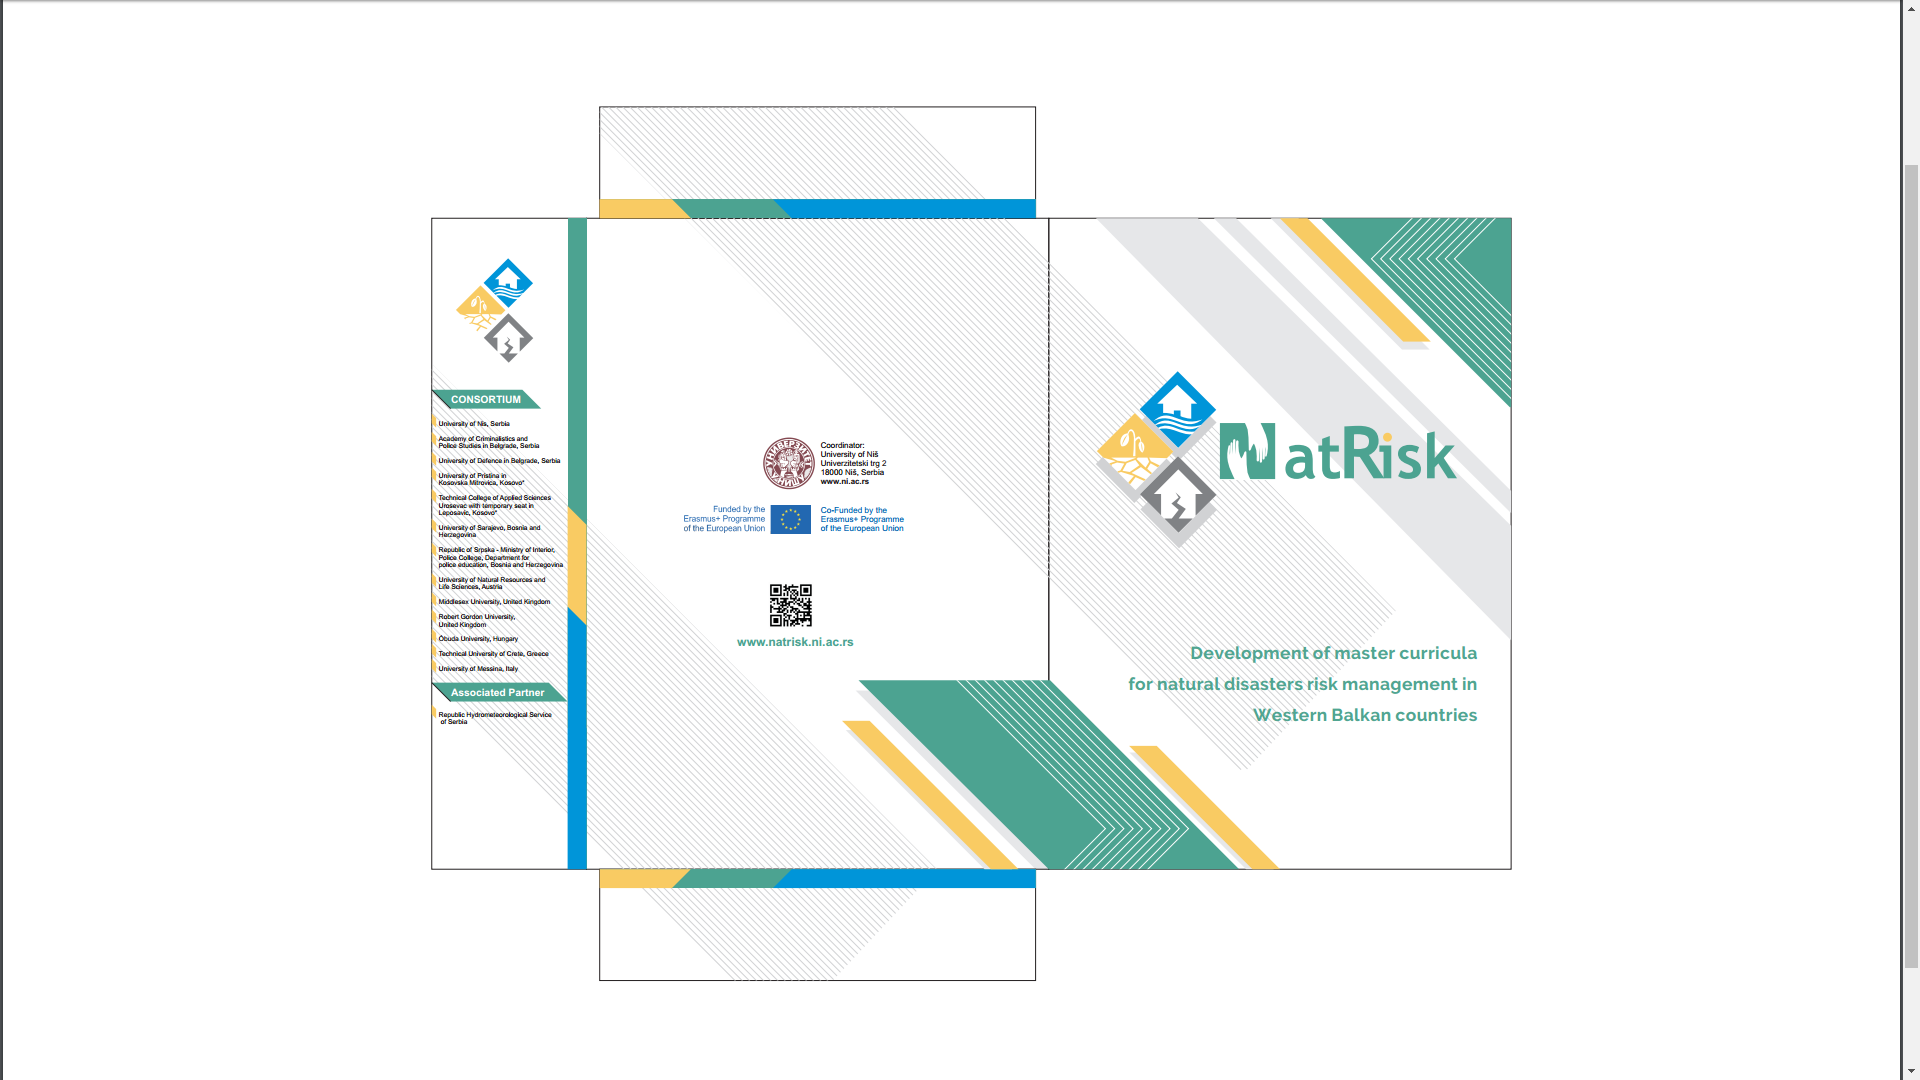 CONSORTIUM
University of Nis, Serbia
Academy of Criminalistics and
Police Studies in Belgrade, Serbia
University of Defence in Belgrade, Serbia
University of Pristina in
Kosovska Mitrovica, Kosovo*
Technical College of Applied Sciences
Urosevac with temporary seat in
Leposavic, Kosovo*
University of Sarajevo, Bosnia and
Herzegovina
Republic of Srpska - Ministry of Interior,
Police College, Department for
police education, Bosnia and Herzegovina
University of Natural Resources and
Life Sciences, Austria
Middlesex University, United Kingdom
Robert Gordon University,
United Kingdom
Óbuda University, Hungary
Technical University of Crete, Greece
University of Messina, Italy
Associated Partner
Republic Hydrometeorological Service
of Serbia
УНИВЕРЗИТЕТ
У НИШУ
Coordinator:
University of Niš
Univerzitetski trg 2
18000 Niš, Serbia
www.ni.ac.rs
Funded by the
Erasmus+ Programme
of the European Union
Co-Funded by the
Erasmus+ Programme
of the European Union
www.natrisk.ni.ac.rs
NatRisk
Development of master curricula
for natural disasters risk management in
Western Balkan countries